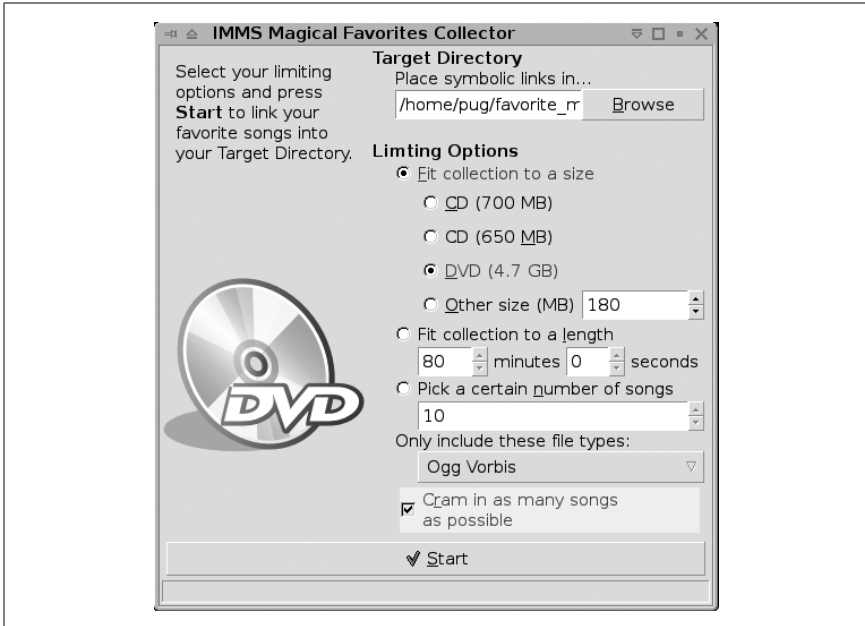 IMMS Magical Favorites Collector
Select your limiting
options and press
Start to link your
favorite songs into
your Target Directory.
DVD
Target Directory
Place symbolic links in...
/home/pug/favorite_m
Browse
Limting Options
Fit collection to a size
CD (700 MB)
CD (650 MB)
DVD (4.7 GB)
Other size (MB) 180
Fit collection to a length
80 minutes 0 seconds
Pick a certain number of songs
10
Only include these file types:
Ogg Vorbis
Cram in as many songs
as possible
Start